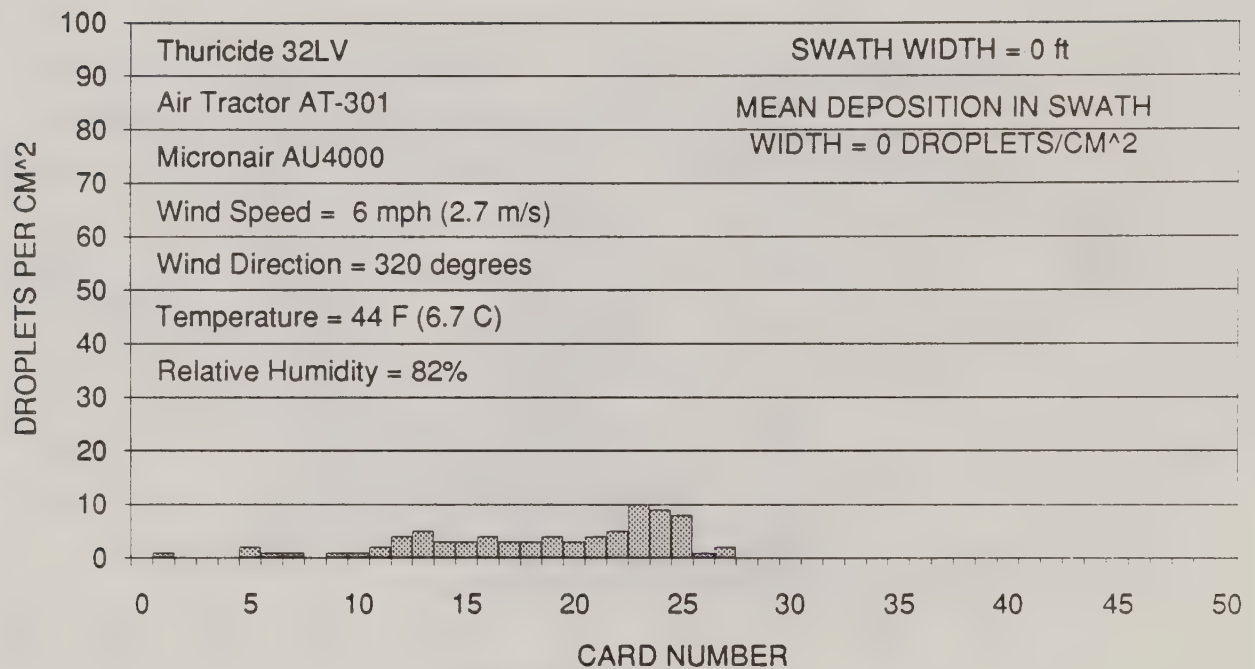 100
90
80
70
60
50
40
30
20
10
0
DROPLETS PER CM^2
Thuricide 32LV
Air Tractor AT-301
Micronair AU4000
Wind Speed = 6 mph (2.7 m/s)
Wind Direction = 320 degrees
Temperature = 44 F (6.7 C)
Relative Humidity = 82%
SWATH WIDTH = 0 ft
MEAN DEPOSITION IN SWATH
WIDTH = 0 DROPLETS/CM^2
0 5 10 15 20 25 30 35 40 45 50
CARD NUMBER